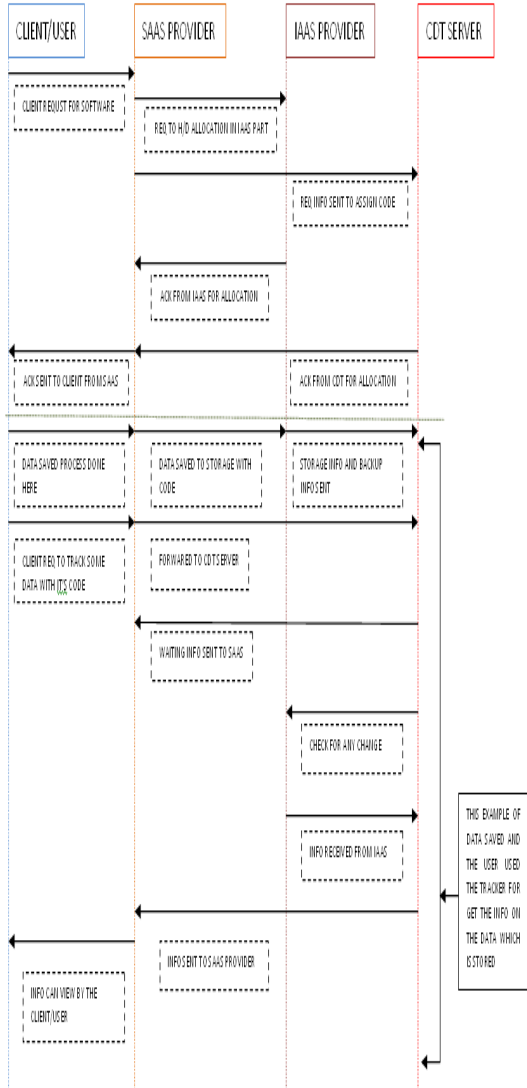 CLIENT/USER
SAAS PROVIDER
IAAS PROVIDER
CDT SERVER
CLIENT REQUST FOR SOFTWARE
REQ TO H/D ALLOCATION IN IAAS PART
REQ INFO SENT TO ASSIGN CODE
ACK FROM IAAS FOR ALLOCATION
ACK SENT TO CLIENT FROM SAAS
ACK FROM CDT FOR ALLOCATION
DATA SAVED PROCESS DONE
HERE
DATA SAVED TO STORAGE WITH
CODE
STORAGE INFO AND BACKUP
INFO SENT
CLIENT REQ TO TRACK SOME
DATA WITH IT'S CODE
FORWARED TO CDT SERVER
WAITING INFO SENT TO SAAS
CHECK FOR ANY CHANGE
INFO RECEIVED FROM IAAS
INFO SENT TO SAAS PROVIDER
INFO CAN VIEW BY THE
CLIENT/USER
THIS EXAMPLE OF
DATA SAVED AND
THE USER USED
THE TRACKER FOR
GET THE INFO ON
THE DATA WHICH
IS STORED